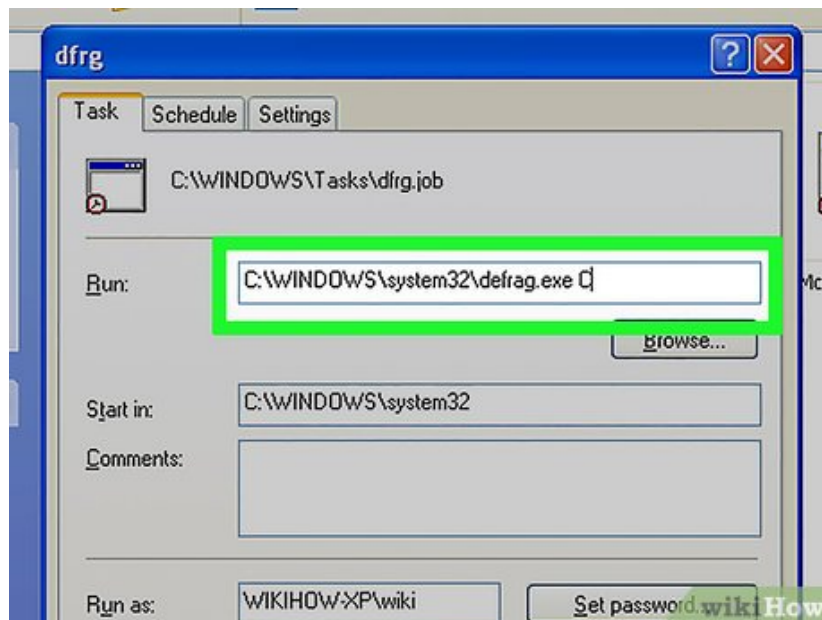 dfrg
Task Schedule Settings
C:\WINDOWS\Tasks\dfrg.job
Run: C:\WINDOWS\system32\defrag.exe C
Browse...
Start in: C:\WINDOWS\system32
Comments:
Run as: WIKIHOW-XP\wiki Set password...
wikiHow